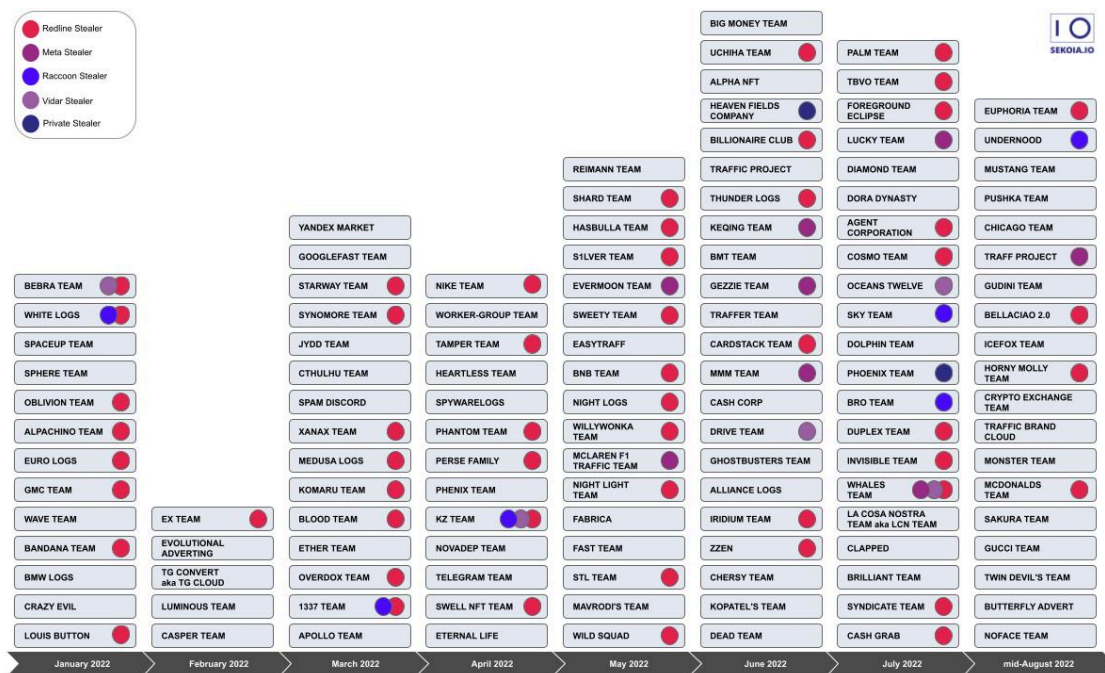 Redline Stealer
Meta Stealer
Raccoon Stealer
Vidar Stealer
Private Stealer
IO
SEKOIA.IO
BEBRA TEAM
WHITE LOGS
SPACEUP TEAM
SPHERE TEAM
OBLIVION TEAM
ALPACHINO TEAM
EURO LOGS
GMC TEAM
WAVE TEAM
BANDANA TEAM
BMW LOGS
CRAZY EVIL
LOUIS BUTTON
January 2022
EX TEAM
EVOLUTIONAL
ADVERTING
TG CONVERT
aka TG CLOUD
LUMINOUS TEAM
CASPER TEAM
February 2022
YANDEX MARKET
GOOGLEFAST TEAM
STARWAY TEAM
SYNOMORE TEAM
JYDD TEAM
CTHULHU TEAM
SPAM DISCORD
XANAX TEAM
MEDUSA LOGS
KOMARU TEAM
BLOOD TEAM
ETHER TEAM
OVERDOX TEAM
1337 TEAM
APOLLO TEAM
March 2022
NIKE TEAM
WORKER-GROUP TEAM
TAMPER TEAM
HEARTLESS TEAM
SPYWARELOGS
PHANTOM TEAM
PERSE FAMILY
PHENIX TEAM
KZ TEAM
NOVADEP TEAM
TELEGRAM TEAM
SWELL NFT TEAM
ETERNAL LIFE
April 2022
REIMANN TEAM
SHARD TEAM
HASBULLA TEAM
S1LVER TEAM
EVERMOON TEAM
SWEETY TEAM
EASYTRAFF
BNB TEAM
NIGHT LOGS
WILLYWONKA
TEAM
MCLAREN F1
TRAFFIC TEAM
NIGHT LIGHT
TEAM
FABRICA
FAST TEAM
STL TEAM
MAVRODI'S TEAM
WILD SQUAD
May 2022
BIG MONEY TEAM
UCHIHA TEAM
ALPHA NFT
HEAVEN FIELDS
COMPANY
BILLIONAIRE CLUB
TRAFFIC PROJECT
THUNDER LOGS
KEQING TEAM
BMT TEAM
GEZZIE TEAM
TRAFFER TEAM
CARDSTACK TEAM
MMM TEAM
CASH CORP
DRIVE TEAM
GHOSTBUSTERS TEAM
ALLIANCE LOGS
IRIDIUM TEAM
ZZEN
CHERSY TEAM
KOPATEL'S TEAM
DEAD TEAM
June 2022
PALM TEAM
TBVO TEAM
FOREGROUND
ECLIPSE
LUCKY TEAM
DIAMOND TEAM
DORA DYNASTY
AGENT
CORPORATION
COSMO TEAM
OCEANS TWELVE
SKY TEAM
DOLPHIN TEAM
PHOENIX TEAM
BRO TEAM
DUPLEX TEAM
INVISIBLE TEAM
WHALES
TEAM
LA COSA NOSTRA
TEAM aka LCN TEAM
CLAPPED
BRILLIANT TEAM
SYNDICATE TEAM
CASH GRAB
July 2022
EUPHORIA TEAM
UNDERNOOD
MUSTANG TEAM
PUSHKA TEAM
CHICAGO TEAM
TRAFF PROJECT
GUDINI TEAM
BELLACIAO 2.0
ICEFOX TEAM
HORNY MOLLY
TEAM
CRYPTO EXCHANGE
TEAM
TRAFFIC BRAND
CLOUD
MONSTER TEAM
MCDONALDS
TEAM
SAKURA TEAM
GUCCI TEAM
TWIN DEVIL'S TEAM
BUTTERFLY ADVERT
NOFACE TEAM
mid-August 2022